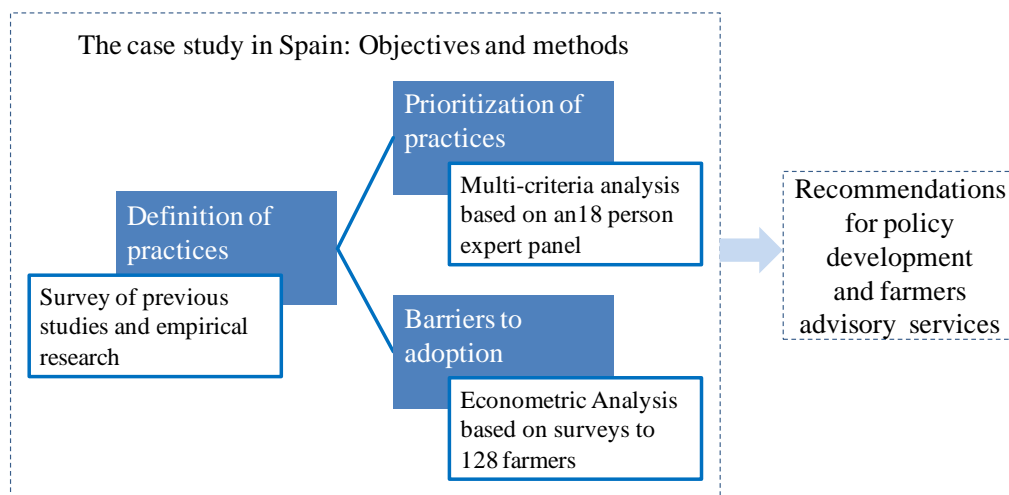 The case study in Spain: Objectives and methods
Prioritization of
practices
Multi-criteria analysis
based on an18 person
expert panel
Definition of
practices
Survey of previous
studies and empirical
research
Barriers to
adoption
Econometric Analysis
based on surveys to
128 farmers
Recommendations
for policy
development
and farmers
advisory services